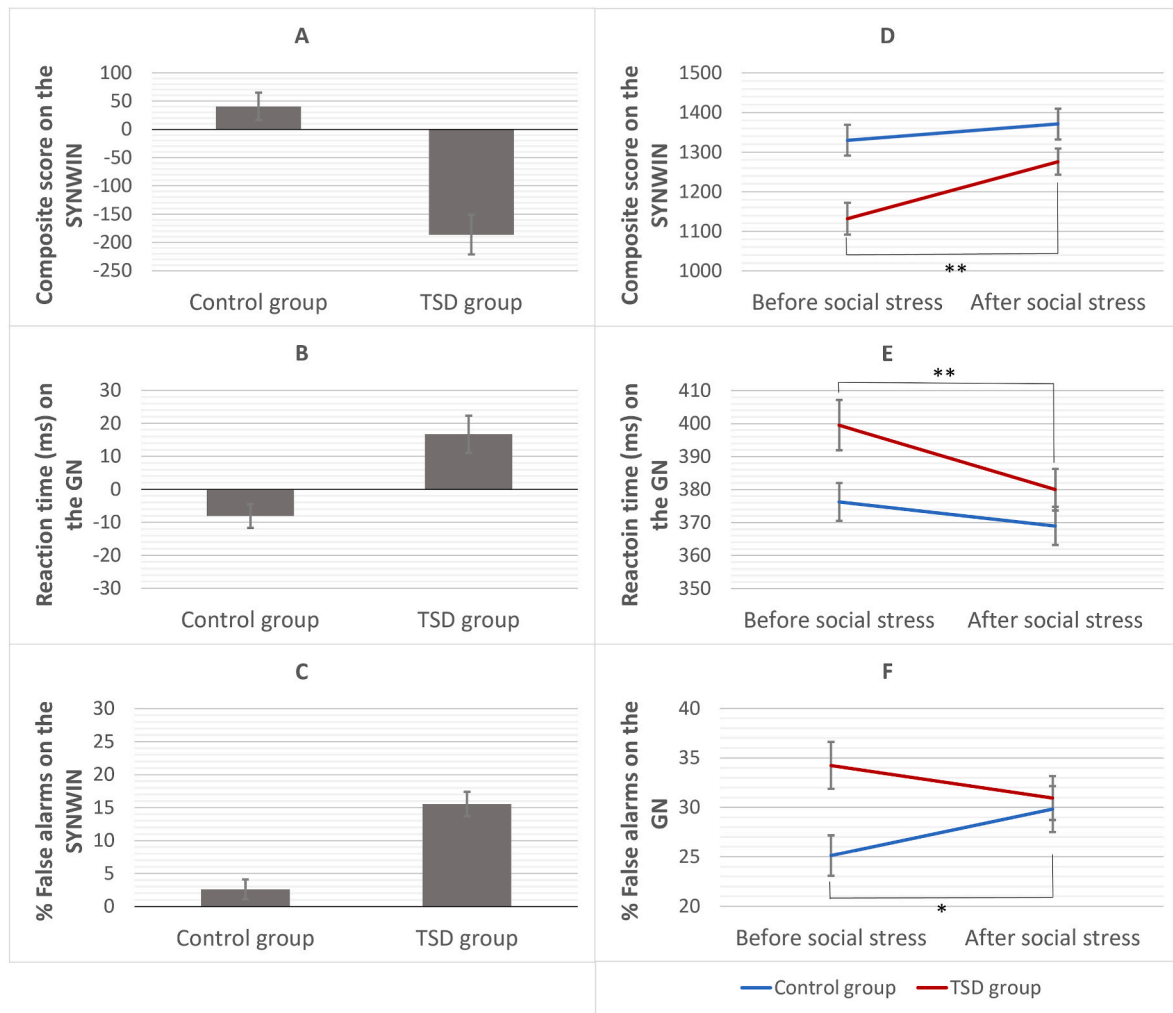 A
Composite score on the
SYNWIN
100
50
0
-50
-100
-150
-200
-250
Control group
TSD group
D
Composite score on the
SYNWIN
1500
1400
1300
1200
1100
1000
**
Before social stress
After social stress
B
Reaction time (ms) on
the GN
30
20
10
0
-10
-20
-30
Control group
TSD group
E
Reactoin time (ms) on
the GN
410
400
390
380
370
360
350
**
Before social stress
After social stress
C
% False alarms on the
SYNWIN
30
25
20
15
10
5
0
Control group
TSD group
F
% False alarms on the
GN
40
35
30
25
20
*
Before social stress
After social stress
Control group
TSD group